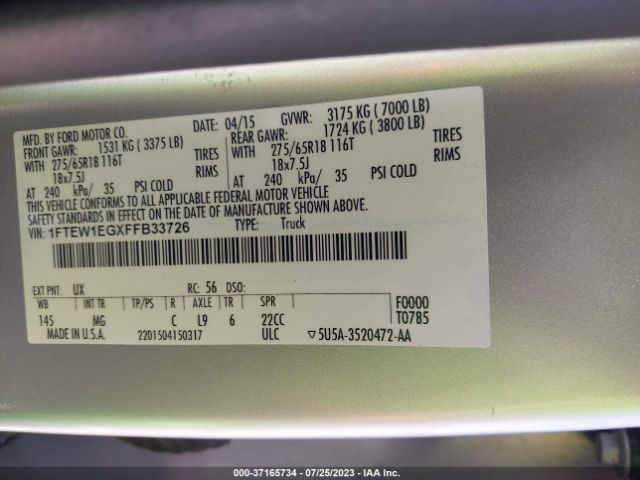 MFD. BY FORD MOTOR CO. DATE: 04/15 GVWR: 3175 KG ( 7000 LB)
FRONT GAWR: 1531 KG ( 3375 LB) REAR GAWR: 1724 KG ( 3800 LB)
WITH 275/65R18 116T TIRES WITH 275/65R18 116T TIRES
18x7.5J RIMS 18x7.5J RIMS
AT 240 kPa/ 35 PSI COLD AT 240 kPa/ 35 PSI COLD
THIS VEHICLE CONFORMS TO ALL APPLICABLE FEDERAL MOTOR VEHICLE
SAFETY STANDARDS IN EFFECT ON THE DATE OF MANUFACTURE SHOWN ABOVE.
VIN: 1FTEW1EGXFFB33726 TYPE: Truck
EXT PNT: UX RC: 56 DSO:
WB INT TR TP/PS R AXLE TR SPR F0000
145 MG C L9 6 22CC T0785
MADE IN U.S.A. 2201504150317 ULC ▽5U5A-3520472-AA
000-37165734 - 07/25/2023 - IAA Inc.